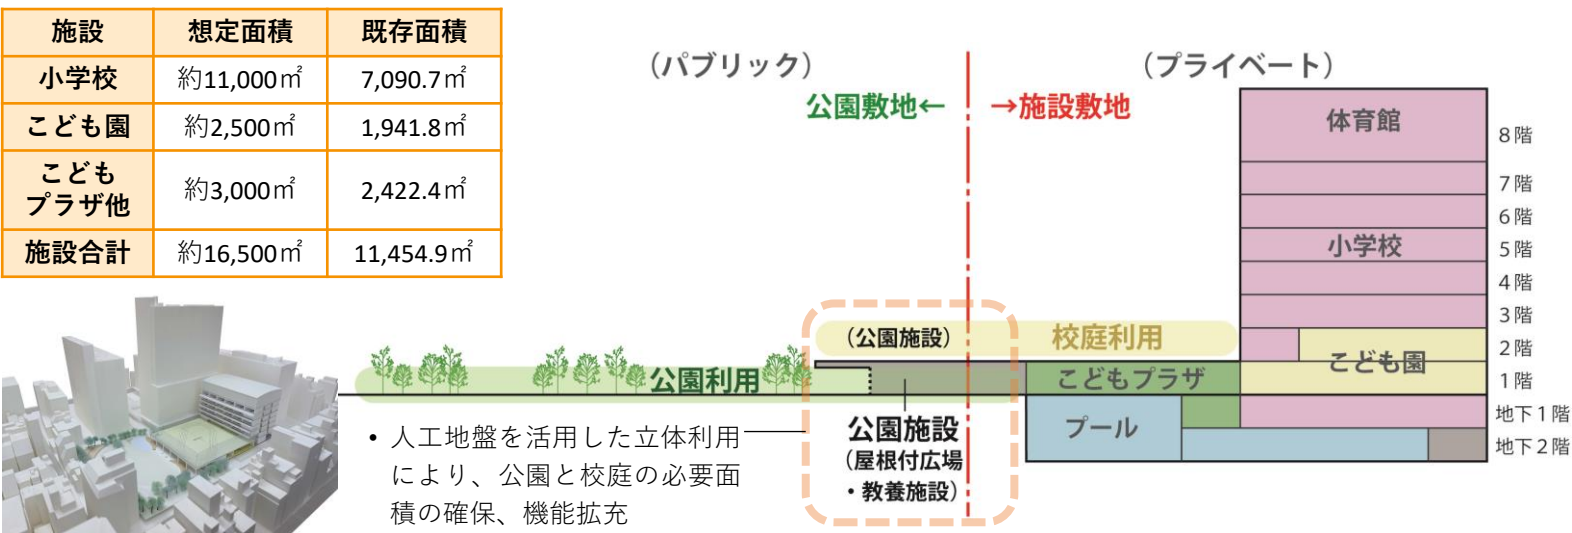 施設 想定面積 既存面積
小学校 約11,000㎡ 7,090.7㎡
こども園 約2,500㎡ 1,941.8㎡
こども
プラザ他 約3,000㎡ 2,422.4㎡
施設合計 約16,500㎡ 11,454.9㎡
（パブリック）
（プライベート）
公園敷地←
→施設敷地
体育館
8階
7階
6階
小学校
5階
4階
3階
（公園施設）
校庭利用
2階
こども園
公園利用
こどもプラザ
1階
公園施設
（屋根付広場
・教養施設）
プール
地下1階
地下2階
• 人工地盤を活用した立体利用
により、公園と校庭の必要面
積の確保、機能拡充